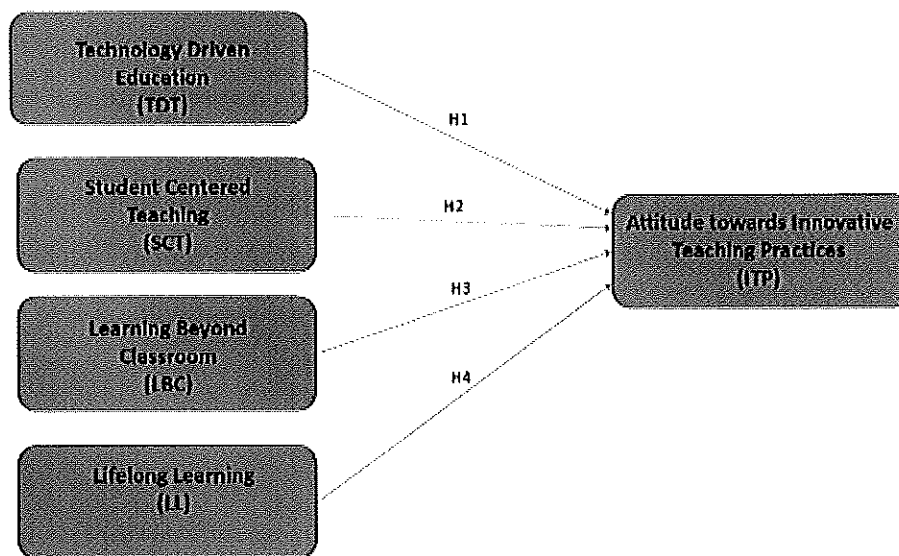 Technology Driven
Education
(TDT)
H1
Student Centered
Teaching
(SCT)
H2
Attitude towards Innovative
Teaching Practices
(ITP)
Learning Beyond
Classroom
(LBC)
H3
H4
Lifelong Learning
(LL)